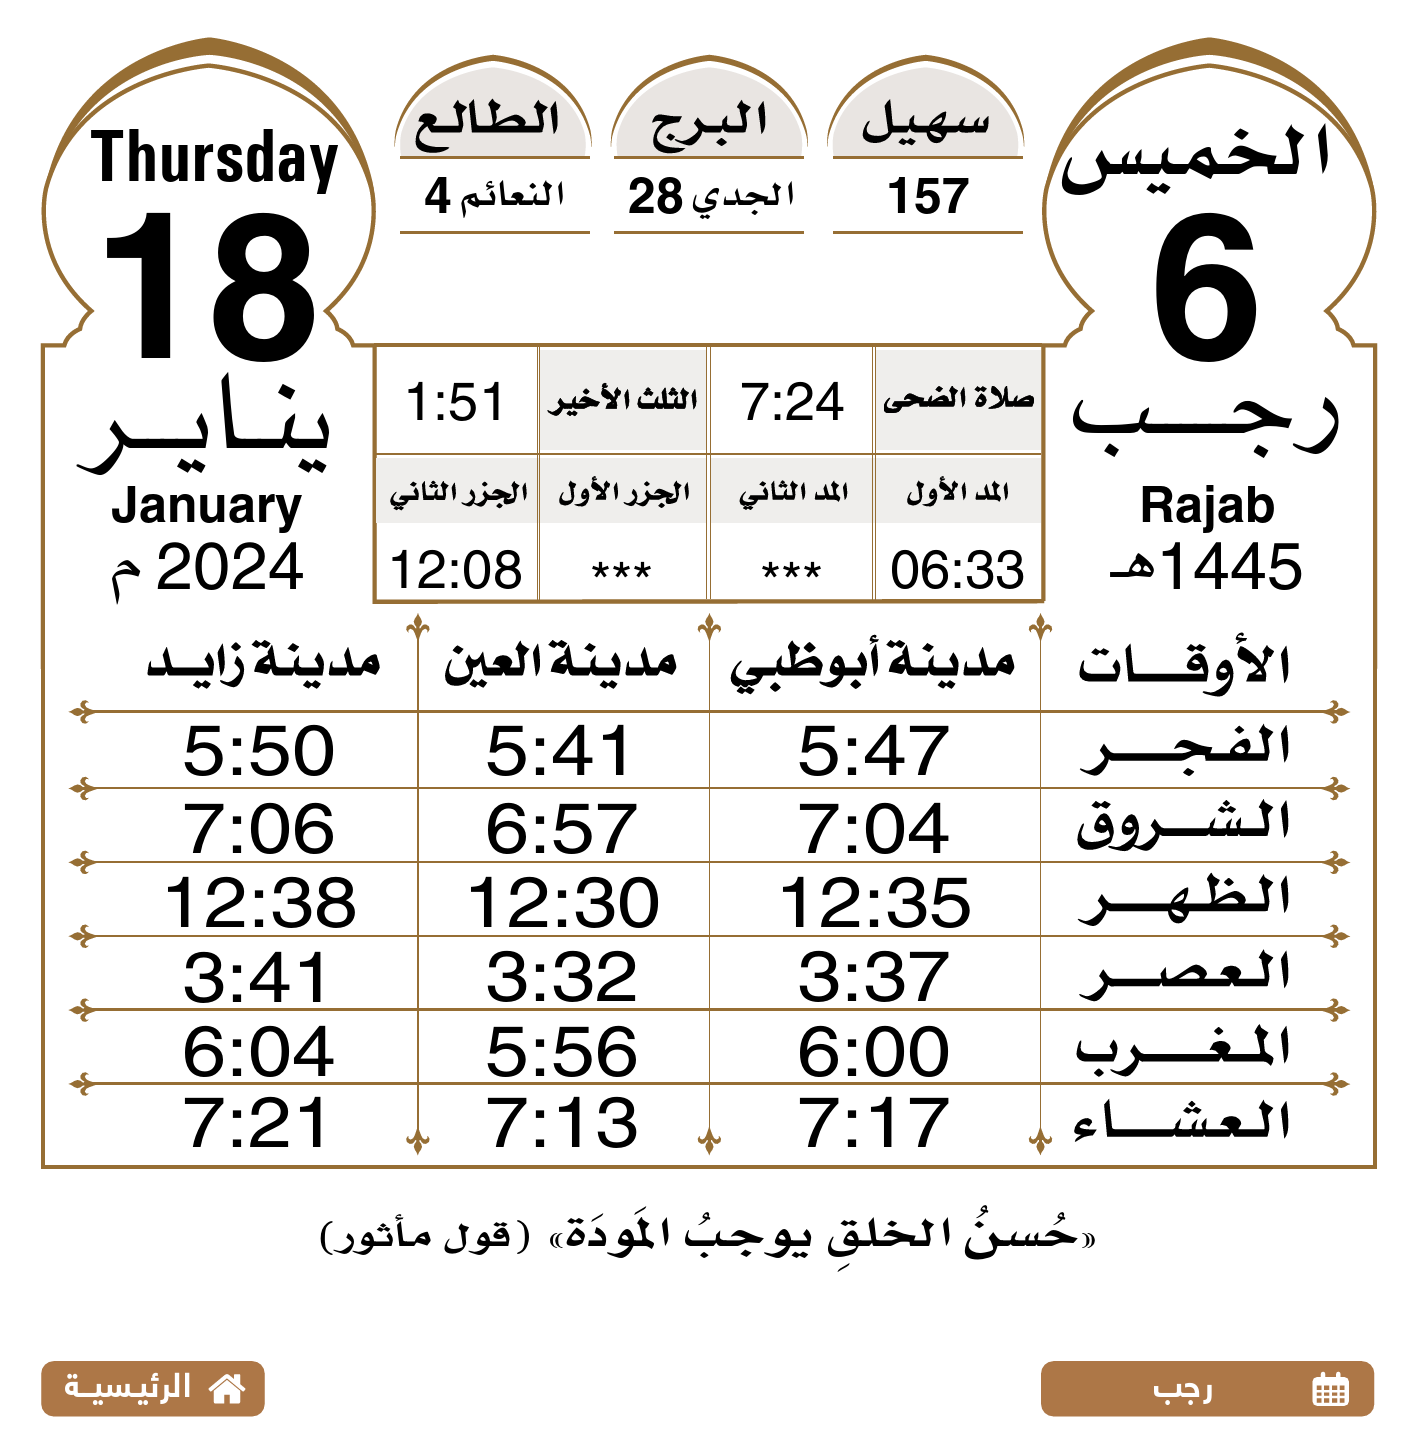 الخميس
6
رجب
Rajab
1445هـ
سهيل
157
البرج
الجدي 28
الطالع
النعائم 4
Thursday
18
يناير
January
2024 م
صلاة الضحى 7:24 الثلث الأخير 1:51
المد الأول المد الثاني الجزر الأول الجزر الثاني
06:33 *** *** 12:08
الأوقات مدينة أبوظبي مدينة العين مدينة زايد
الفجر 5:47 5:41 5:50
الشروق 7:04 6:57 7:06
الظهر 12:35 12:30 12:38
العصر 3:37 3:32 3:41
المغرب 6:00 5:56 6:04
العشاء 7:17 7:13 7:21
«حُسنُ الخلقِ يوجبُ المَودَة» (قول مأثور)
رجب
الرئيسية